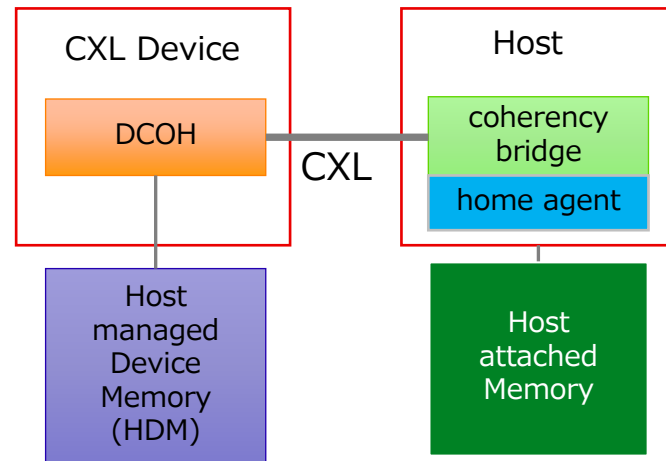 CXL Device
DCOH
CXL
Host
coherency
bridge
home agent
Host
managed
Device
Memory
(HDM)
Host
attached
Memory